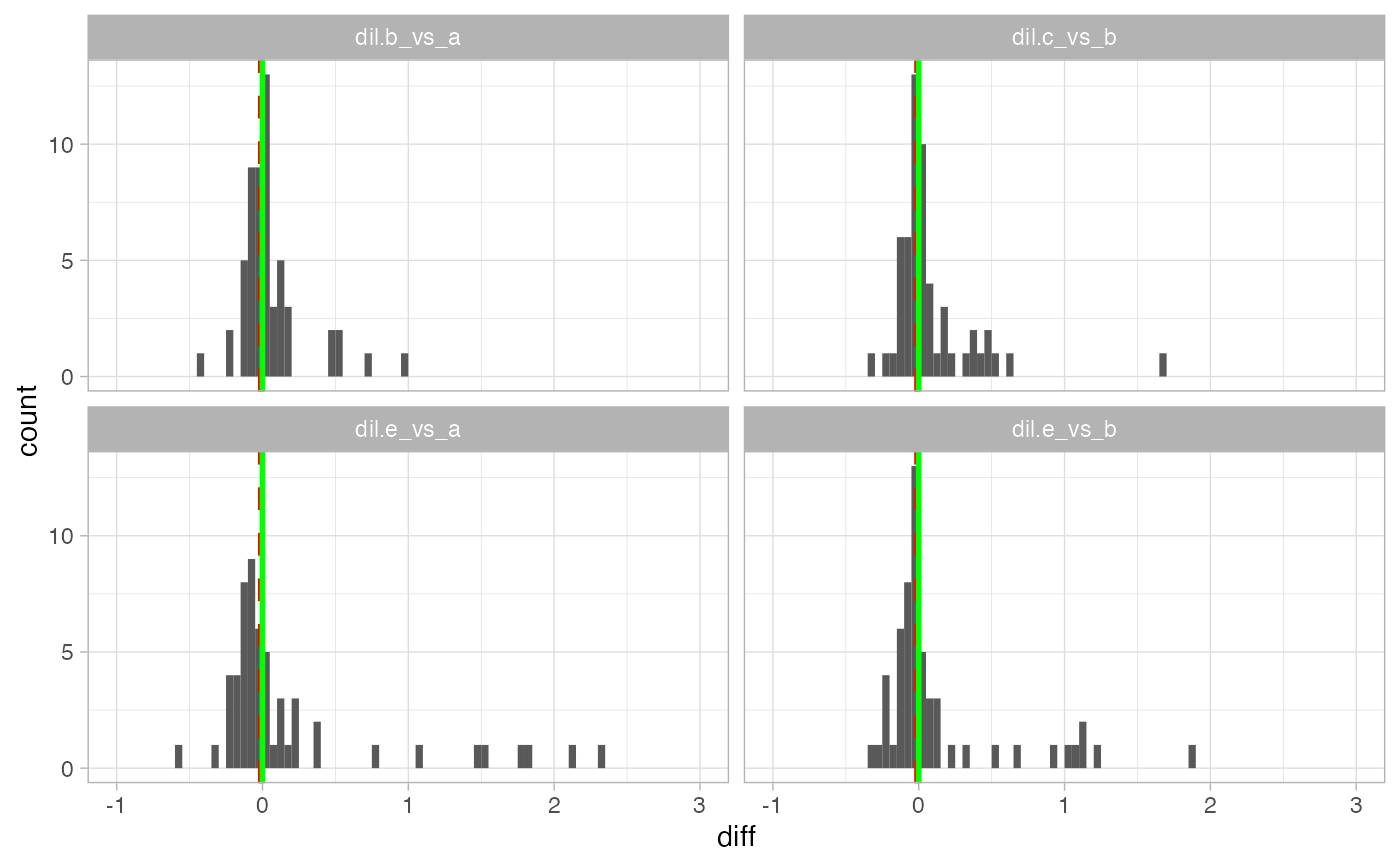 dil.b_vs_a
dil.c_vs_b
10
5
0
count
dil.e_vs_a
dil.e_vs_b
10
5
0
-1 0 1 2 3
-1 0 1 2 3
diff